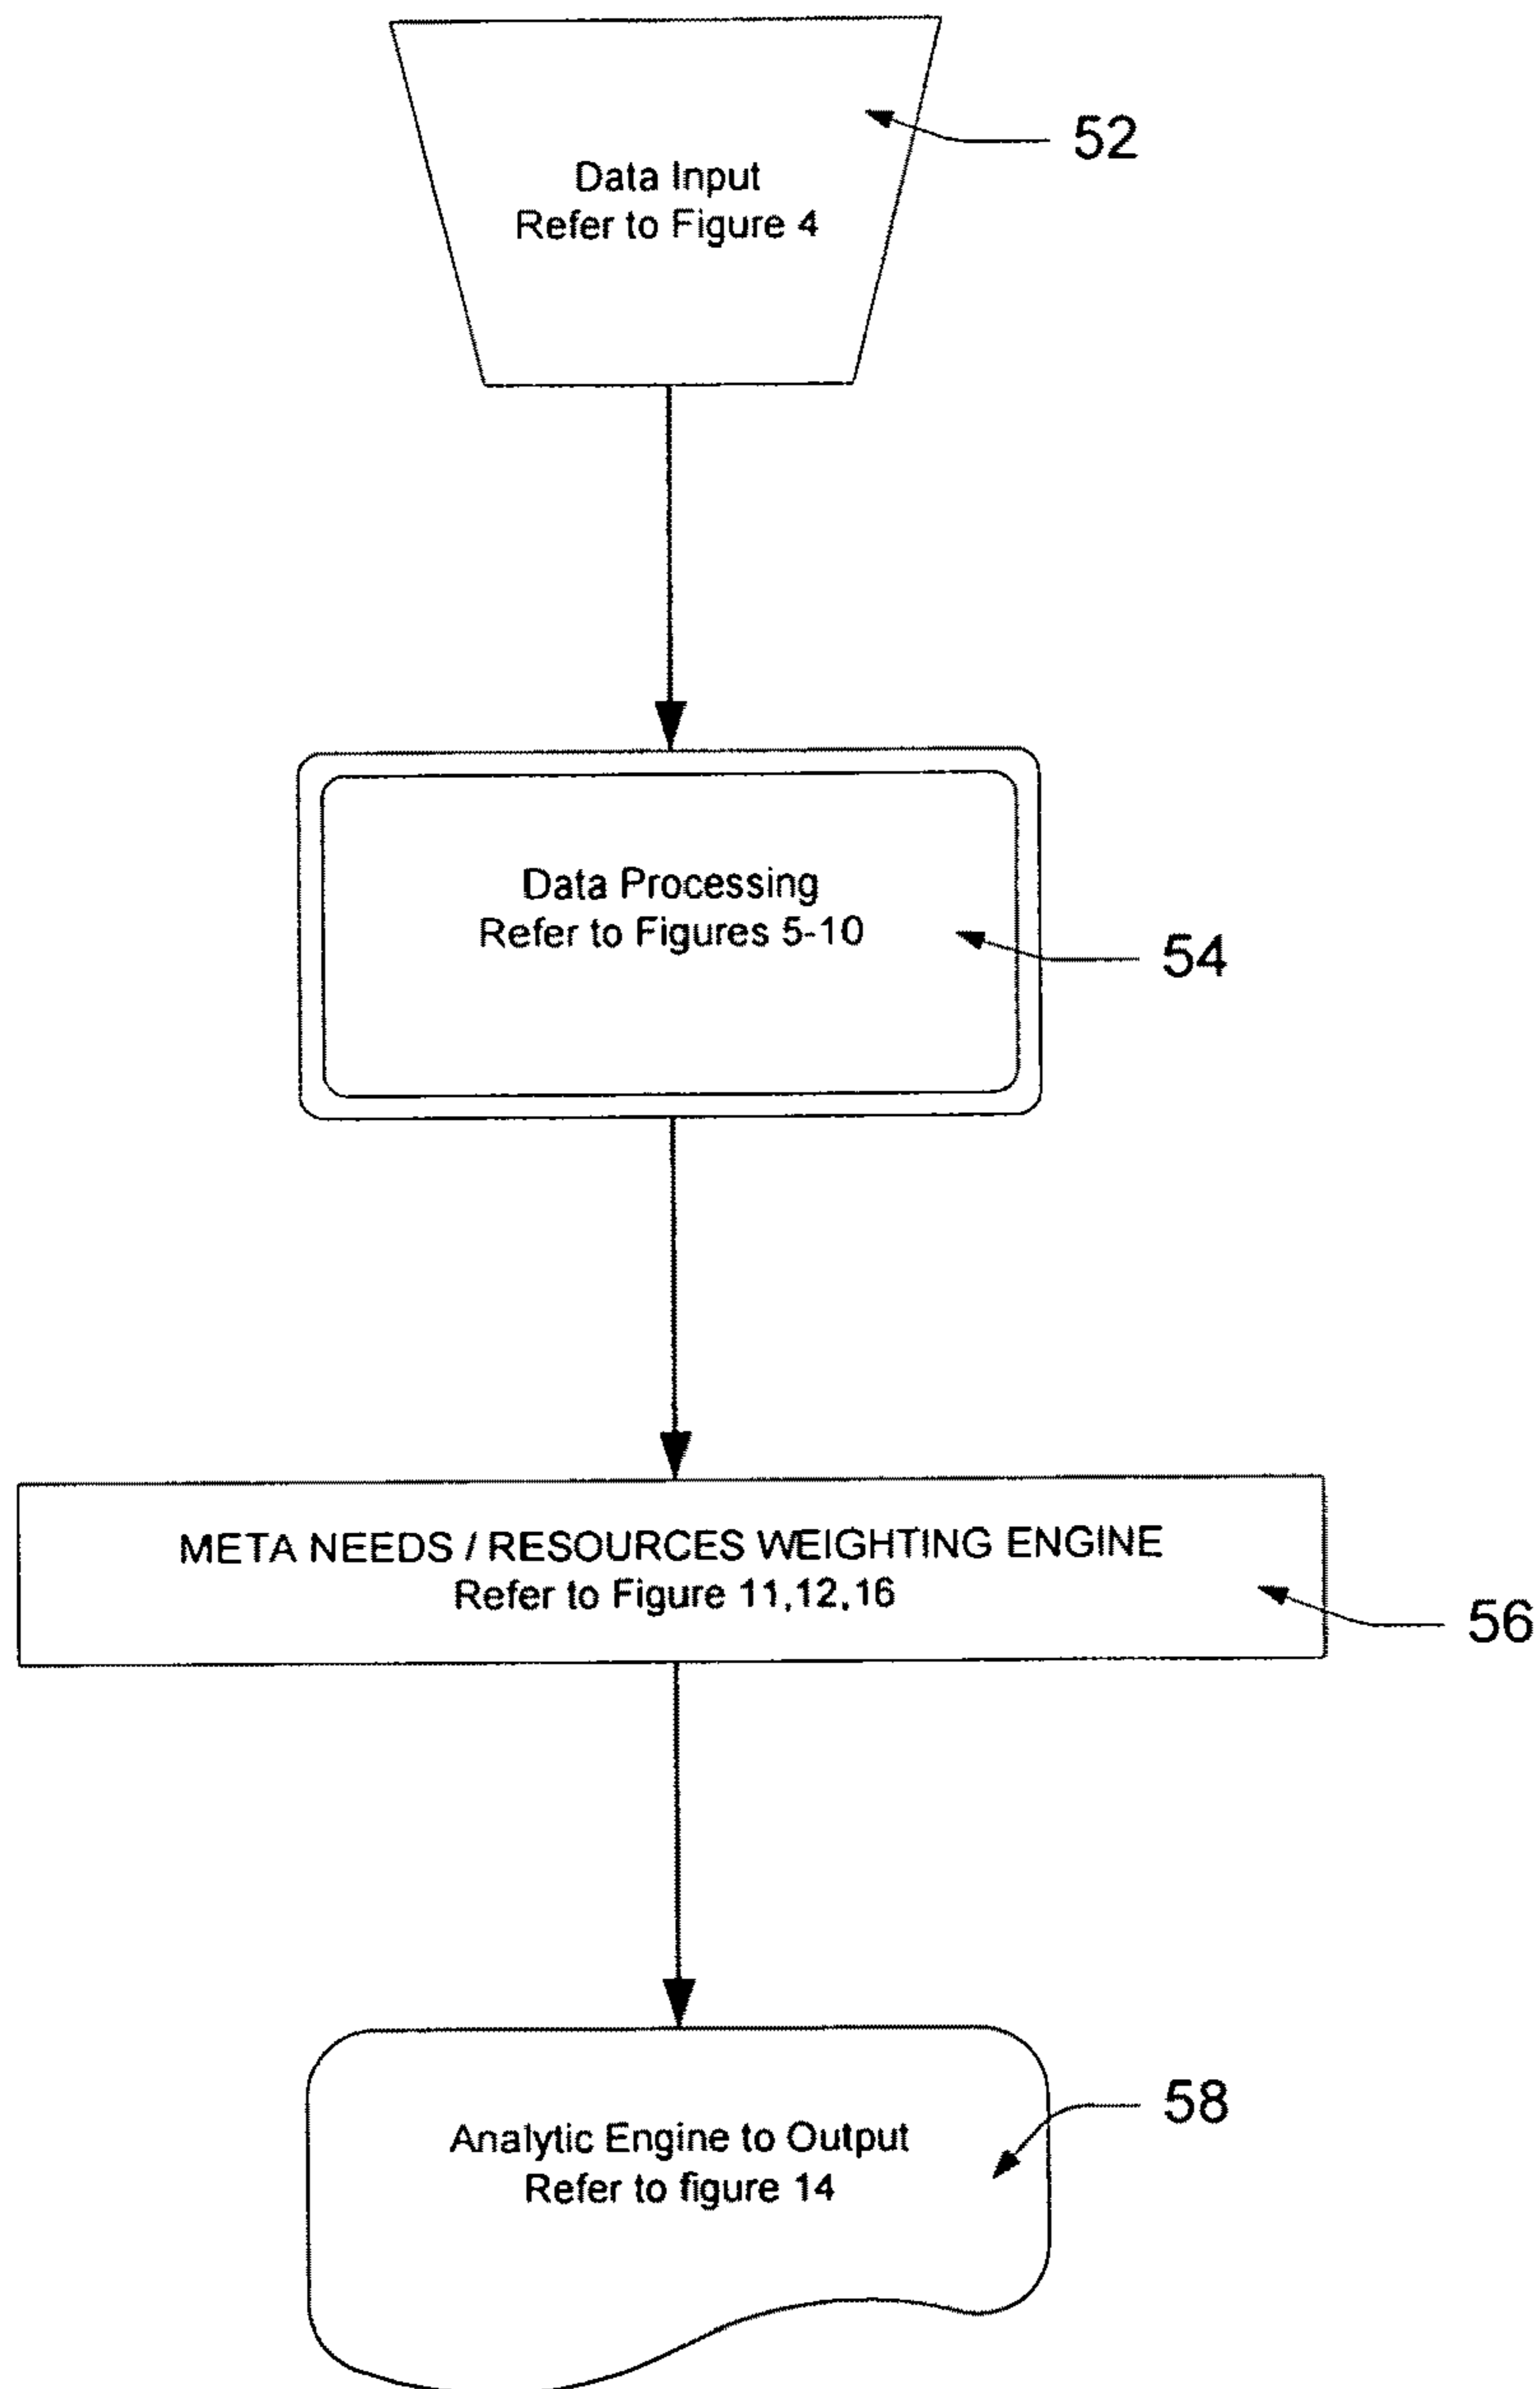 Data Input
Refer to Figure 4
52
Data Processing
Refer to Figures 5-10
54
META NEEDS / RESOURCES WEIGHTING ENGINE
Refer to Figure 11,12,16
56
Analytic Engine to Output
Refer to figure 14
58